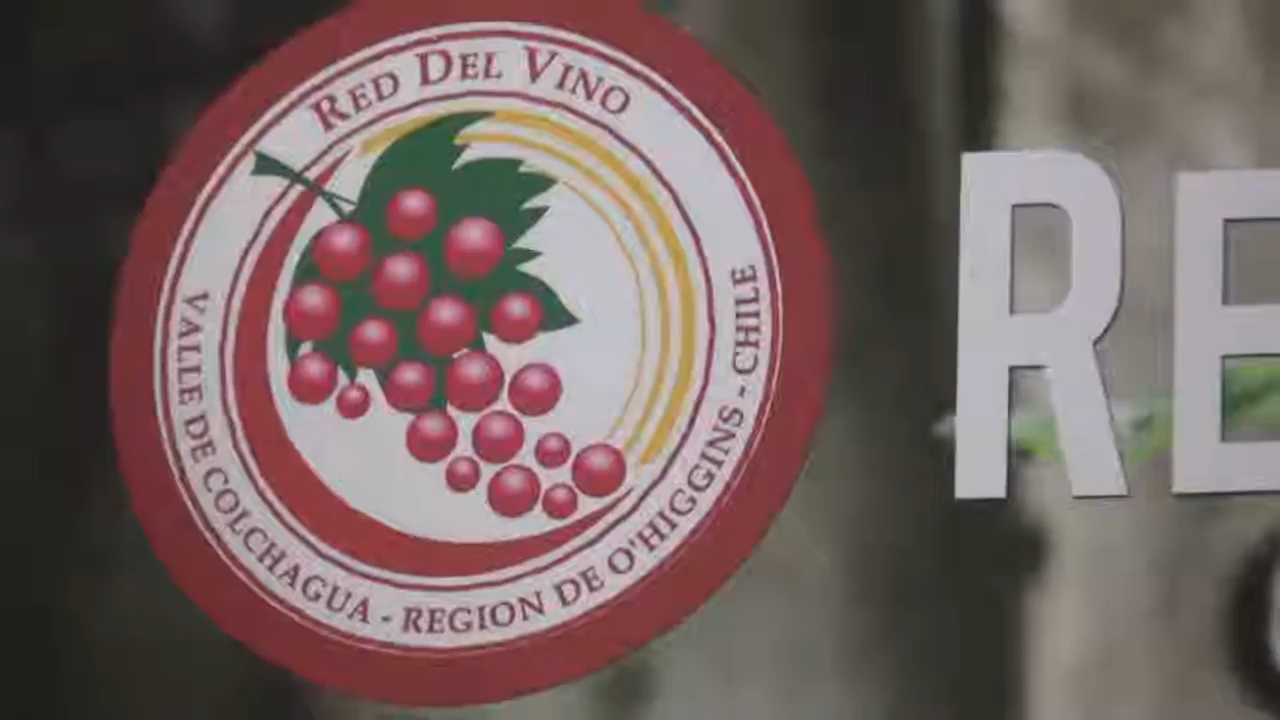 RED DEL VINO
VALLE DE COLCHAGUA - REGION DE O'HIGGINS - CHILE
RE